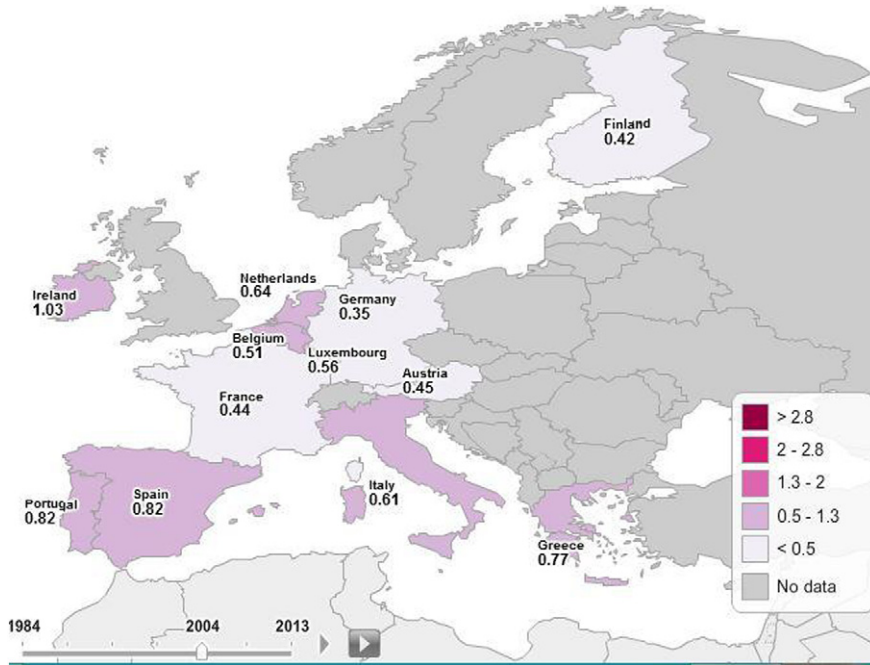 Finland
0.42
Netherlands
0.64
Ireland
1.03
Germany
0.35
Belgium
0.51
Luxembourg
0.56
Austria
0.45
France
0.44
Italy
0.61
Portugal
0.82
Spain
0.82
Greece
0.77
> 2.8
2 - 2.8
1.3 - 2
0.5 - 1.3
< 0.5
No data
1984
2004
2013